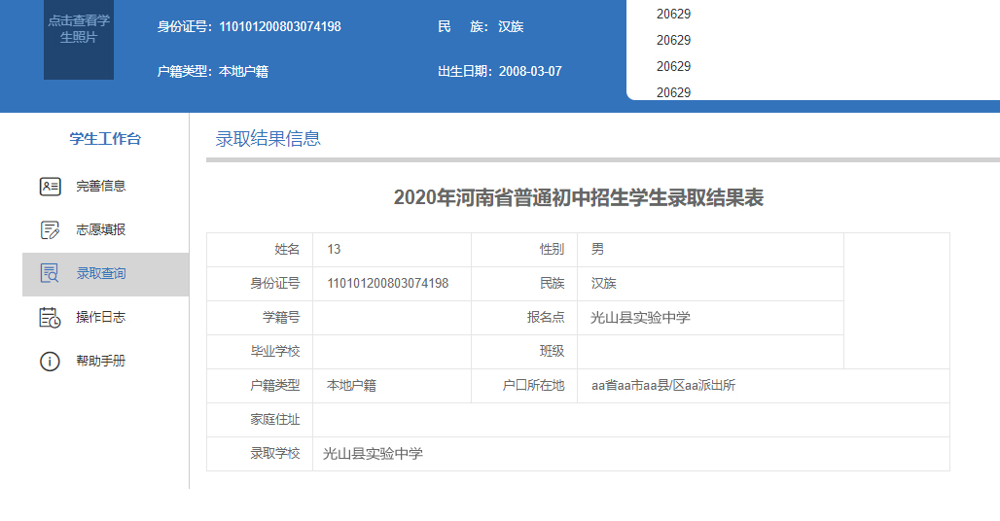 点击查看学
生照片
身份证号：110101200803074198
民 族：汉族
户籍类型：本地户籍
出生日期：2008-03-07
20629
20629
20629
20629
学生工作台
完善信息
志愿填报
录取查询
操作日志
帮助手册
录取结果信息
2020年河南省普通初中招生学生录取结果表
姓名 13 性别 男
身份证号 110101200803074198 民族 汉族
学籍号 报名点 光山县实验中学
毕业学校 班级
户籍类型 本地户籍 户口所在地 aa省aa市aa县/区aa派出所
家庭住址
录取学校 光山县实验中学